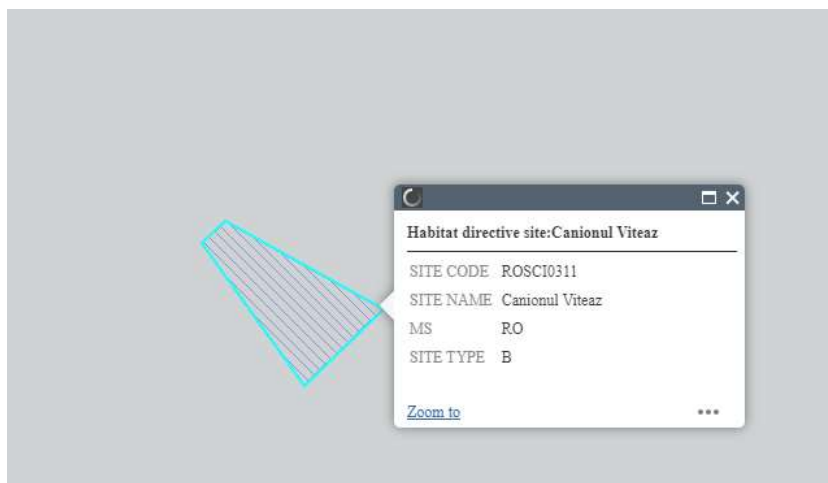 Habitat directive site:Canionul Viteaz
SITE CODE ROSCI0311
SITE NAME Canionul Viteaz
MS RO
SITE TYPE B
Zoom to